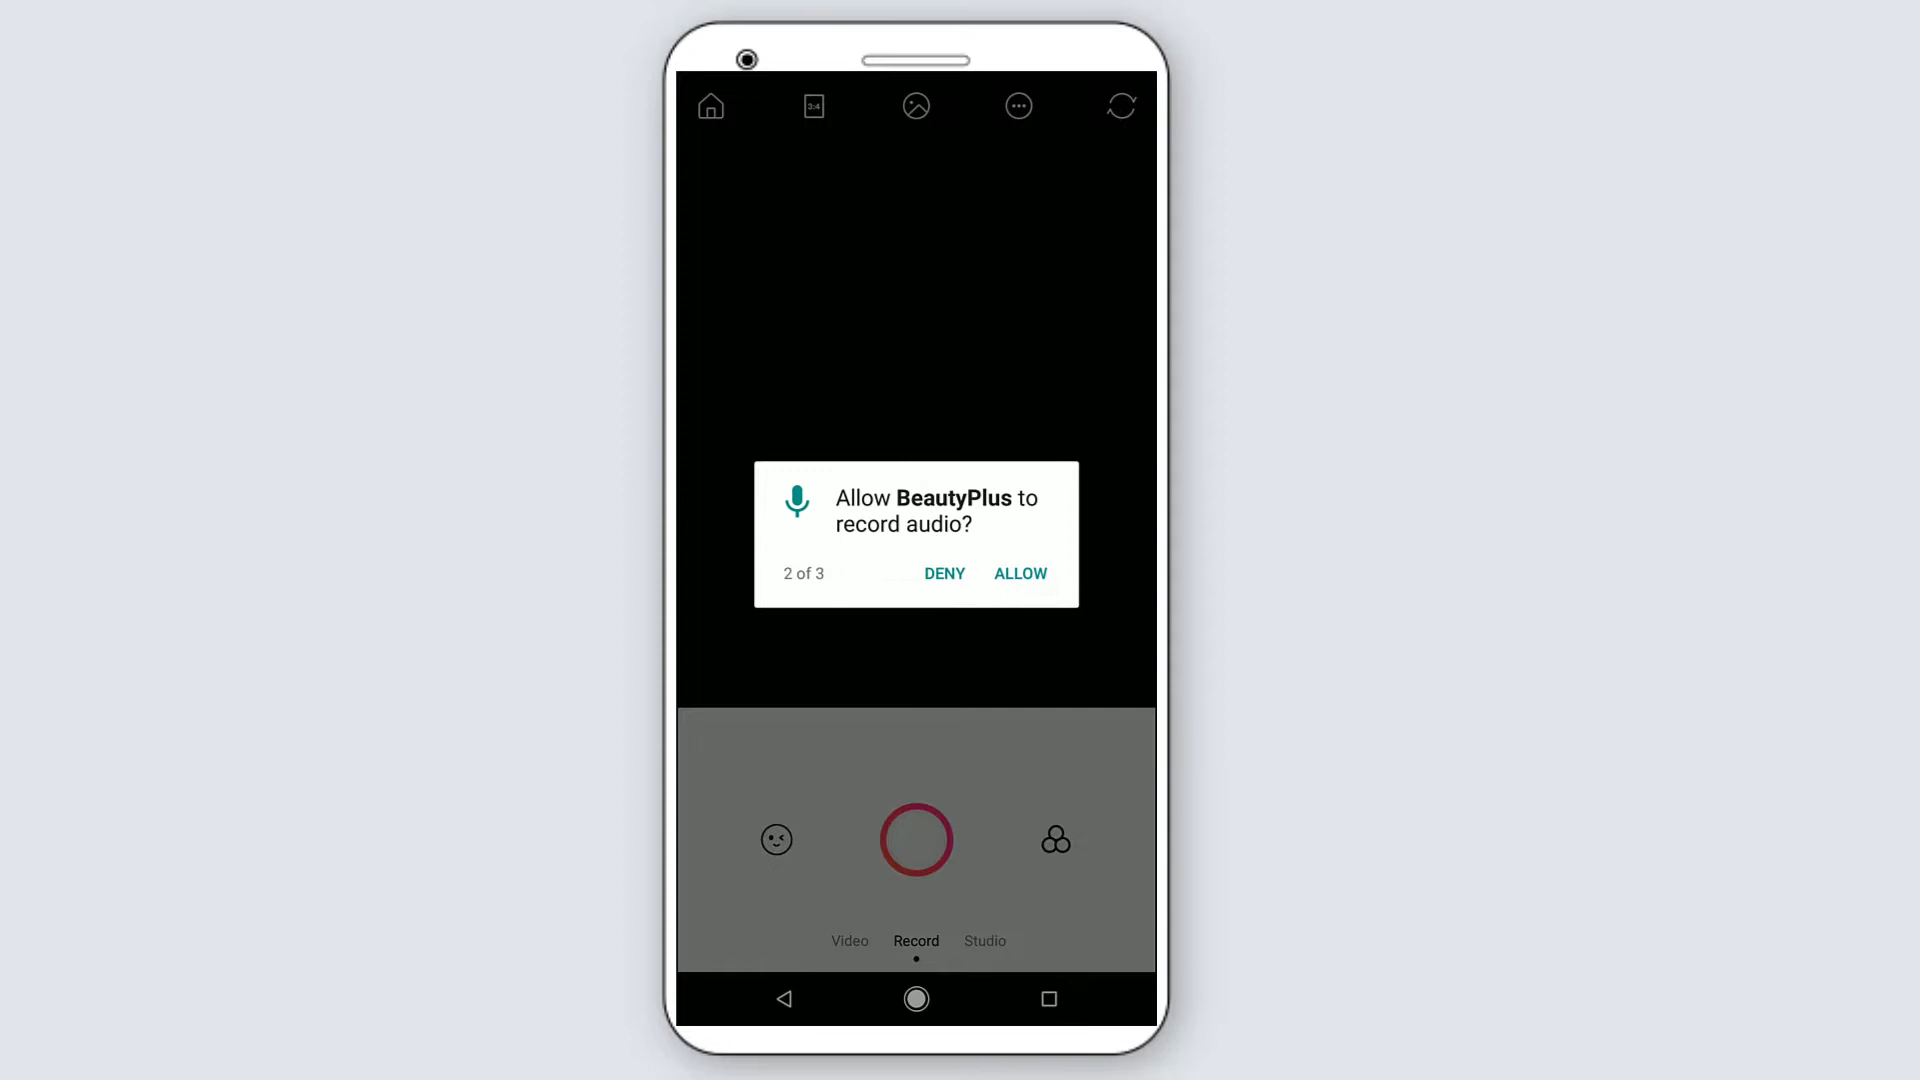 3:4
Allow BeautyPlus to
record audio?
2 of 3 DENY ALLOW
Video Record Studio